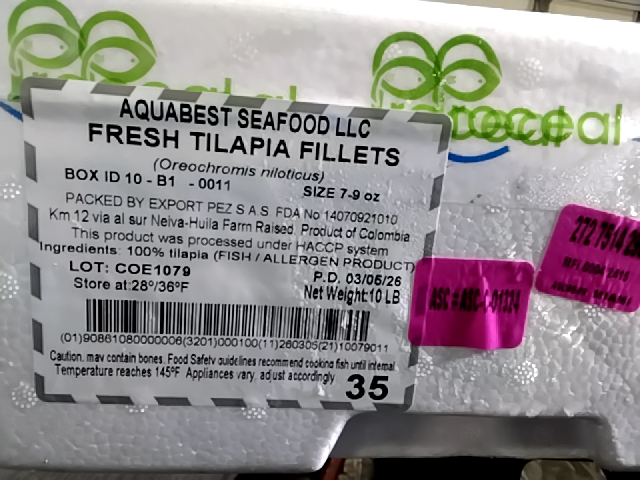 AQUABEST SEAFOOD LLC
FRESH TILAPIA FILLETS
(Oreochromis niloticus)
BOX ID 10 - B1 - 0011
SIZE 7-9 oz
PACKED BY EXPORT PEZ S A S FDA No 14070921010
Km 12 via al sur Neiva-Huila Farm Raised. Product of Colombia
This product was processed under HACCP system
Ingredients: 100% tilapia (FISH / ALLERGEN PRODUCT)
LOT: COE1079
P.D. 03/05/26
Store at:28°/36°F
Net Weight:10 LB
(01)90861080000006(3201)000100(11)260305(21)10079011
Caution. may contain bones. Food Safety guidelines recommend cooking fish until internal
Temperature reaches 145°F Appliances vary, adjust accordingly
35
272 7514